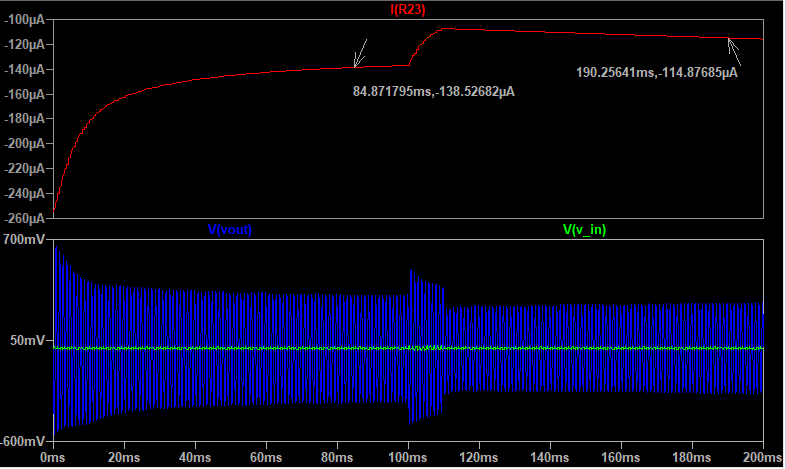 I(R23)
-100µA
-120µA
-140µA
-160µA
-180µA
-200µA
-220µA
-240µA
-260µA
84.871795ms,-138.52682µA
190.25641ms,-114.87685µA
V(vout)
V(v_in)
700mV
50mV
-600mV
0ms
20ms
40ms
60ms
80ms
100ms
120ms
140ms
160ms
180ms
200ms